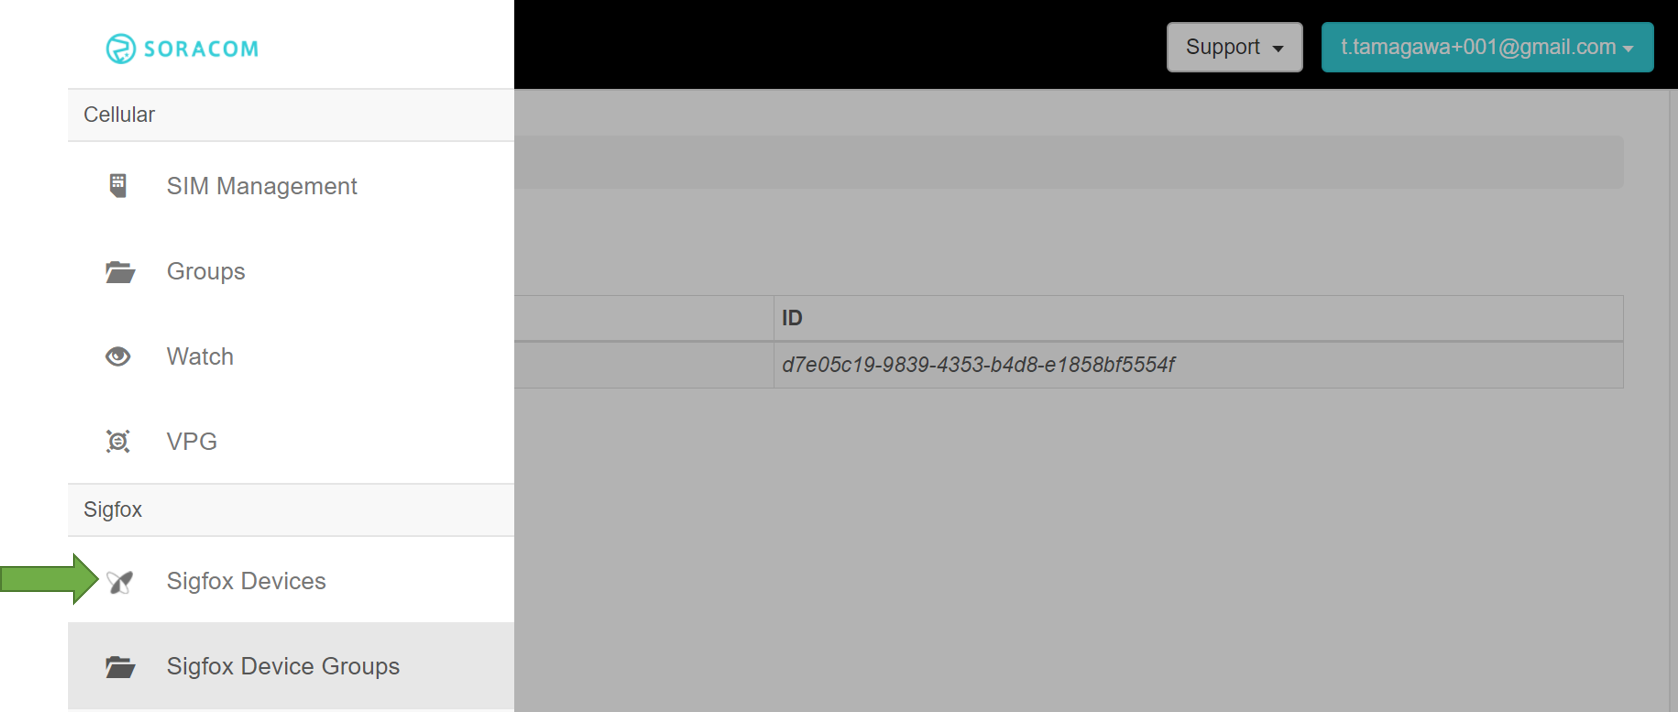 SORACOM
Support
t.tamagawa+001@gmail.com
Cellular
SIM Management
Groups
Watch
VPG
Sigfox
Sigfox Devices
Sigfox Device Groups
ID
d7e05c19-9839-4353-b4d8-e1858bf5554f